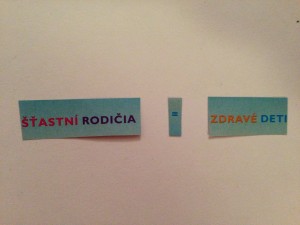 ŠŤASTNÍ RODIČIA = ZDRAVÉ DETI